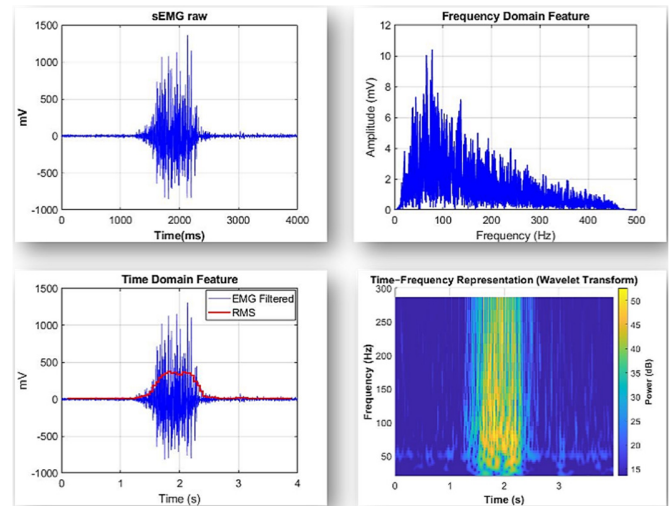 sEMG raw
1500
1000
500
0
-500
-1000
mV
0 1000 2000 3000 4000
Time(ms)
Frequency Domain Feature
12
10
8
6
4
2
0
Amplitude (mV)
0 100 200 300 400 500
Frequency (Hz)
Time Domain Feature
1500
1000
500
0
-500
-1000
mV
EMG Filtered
RMS
0 1 2 3 4
Time (s)
Time-Frequency Representation (Wavelet Transform)
300
250
200
150
100
50
Frequency (Hz)
0 1 2 3
Time (s)
50
45
40
35
30
25
20
15
Power (dB)